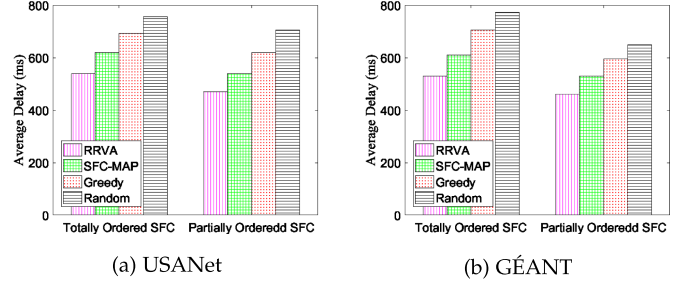 800
600
400
200
0
Average Delay (ms)
RRVA
SFC-MAP
Greedy
Random
Totally Ordered SFC
Partially Orderedd SFC
(a) USANet
800
600
400
200
0
Average Delay (ms)
RRVA
SFC-MAP
Greedy
Random
Totally Ordered SFC
Partially Orderedd SFC
(b) GÉANT